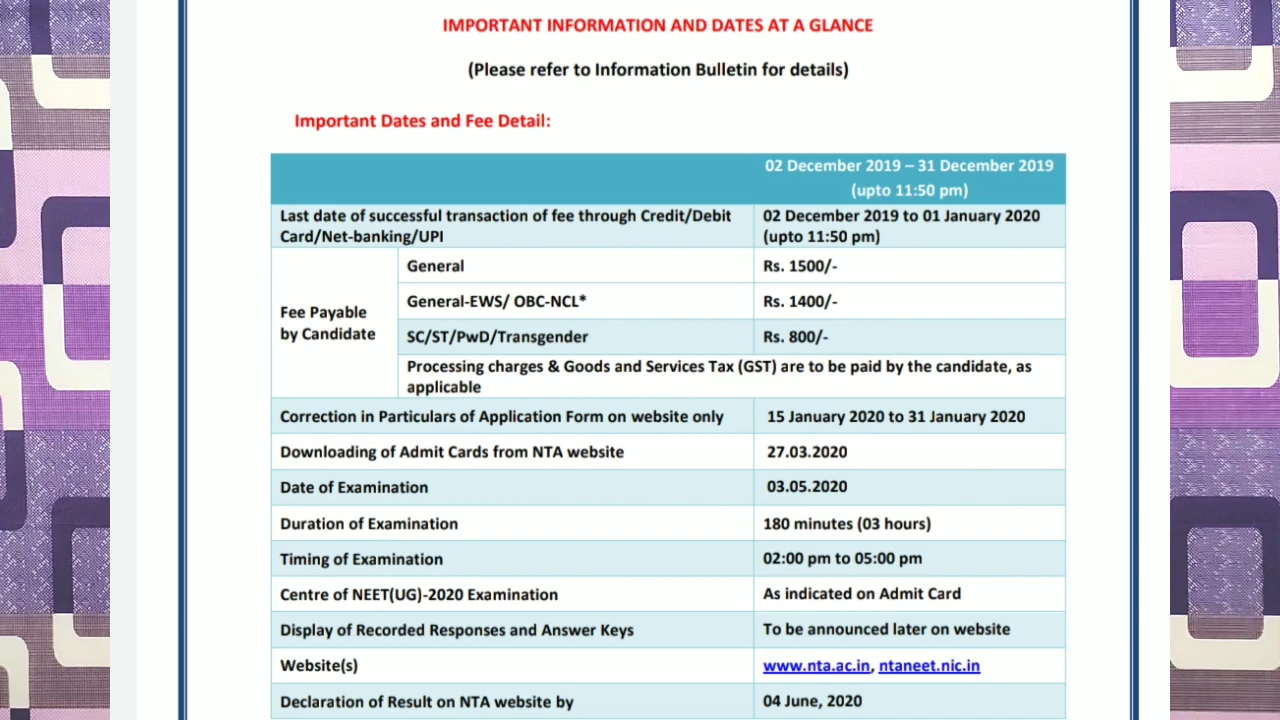 IMPORTANT INFORMATION AND DATES AT A GLANCE
(Please refer to Information Bulletin for details)
Important Dates and Fee Detail:
02 December 2019 – 31 December 2019
(upto 11:50 pm)
Last date of successful transaction of fee through Credit/Debit
Card/Net-banking/UPI
02 December 2019 to 01 January 2020
(upto 11:50 pm)
Fee Payable
by Candidate
General
Rs. 1500/-
General-EWS/ OBC-NCL*
Rs. 1400/-
SC/ST/PwD/Transgender
Rs. 800/-
Processing charges & Goods and Services Tax (GST) are to be paid by the candidate, as
applicable
Correction in Particulars of Application Form on website only
15 January 2020 to 31 January 2020
Downloading of Admit Cards from NTA website
27.03.2020
Date of Examination
03.05.2020
Duration of Examination
180 minutes (03 hours)
Timing of Examination
02:00 pm to 05:00 pm
Centre of NEET(UG)-2020 Examination
As indicated on Admit Card
Display of Recorded Responses and Answer Keys
To be announced later on website
Website(s)
www.nta.ac.in, ntaneet.nic.in
Declaration of Result on NTA website by
04 June, 2020